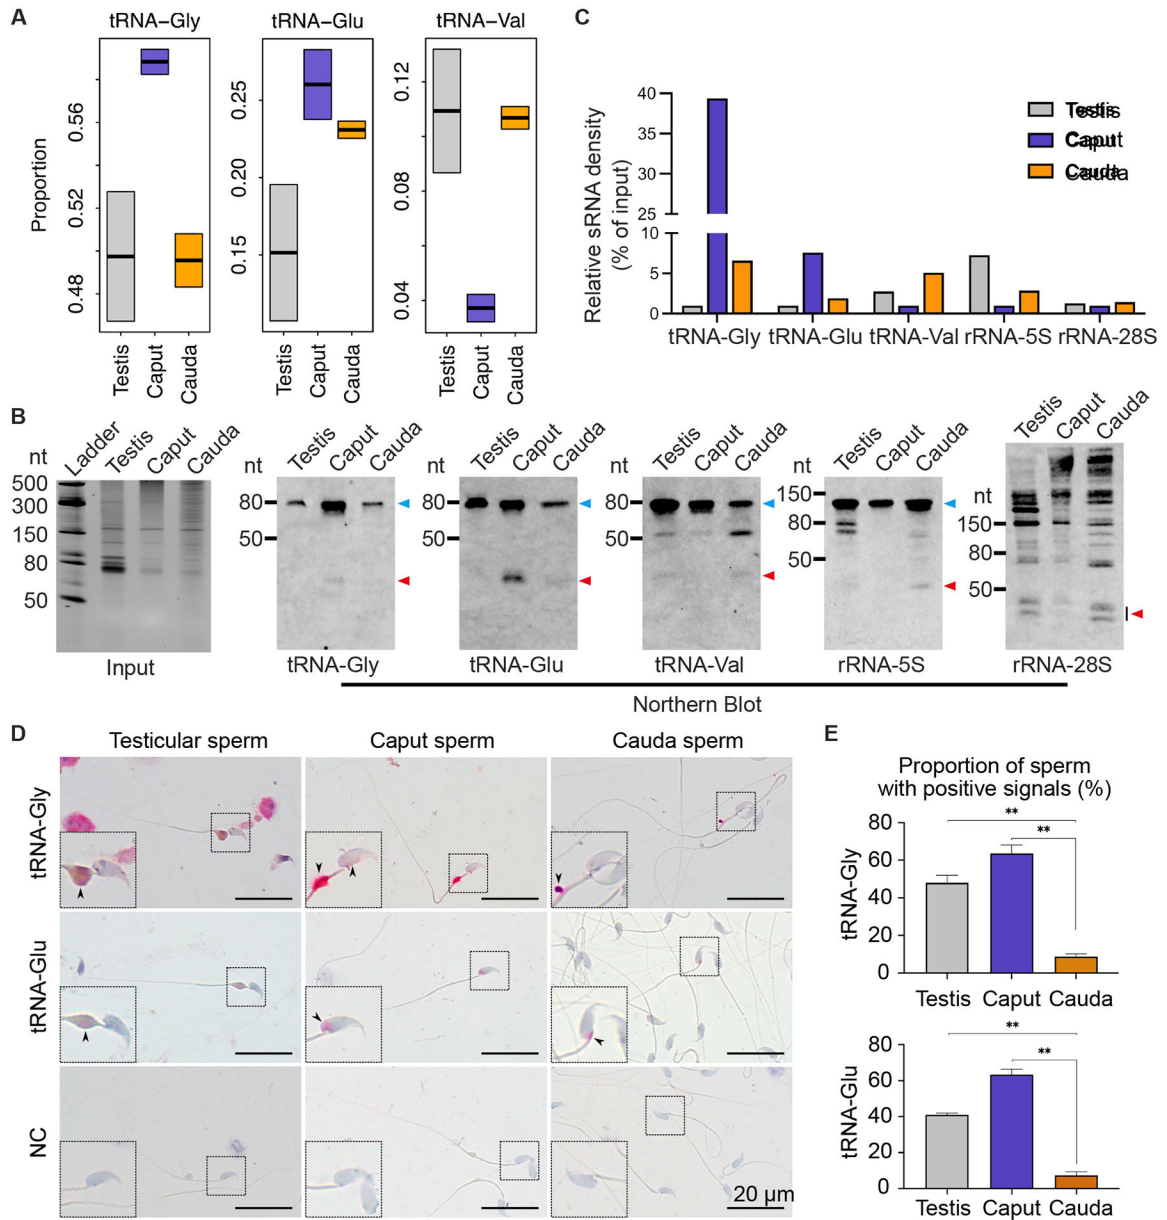 A
tRNA–Gly
tRNA–Glu
tRNA–Val
Proportion
0.48
0.52
0.56
0.15
0.20
0.25
0.04
0.08
0.12
Testis
Caput
Cauda
Testis
Caput
Cauda
Testis
Caput
Cauda
C
Relative sRNA density
(% of input)
40
35
30
25
10
5
0
Testis
Caput
Cauda
tRNA-Gly
tRNA-Glu
tRNA-Val
rRNA-5S
rRNA-28S
B
nt
Ladder
Testis
Caput
Cauda
500
300
150
80
50
Input
nt
Testis
Caput
Cauda
80
50
tRNA-Gly
nt
Testis
Caput
Cauda
80
50
tRNA-Glu
nt
Testis
Caput
Cauda
80
50
tRNA-Val
nt
Testis
Caput
Cauda
150
80
50
rRNA-5S
nt
Testis
Caput
Cauda
150
80
50
rRNA-28S
Northern Blot
D
Testicular sperm
Caput sperm
Cauda sperm
tRNA-Gly
tRNA-Glu
NC
20 µm
E
Proportion of sperm
with positive signals (%)
tRNA-Gly
80
60
40
20
0
**
**
Testis
Caput
Cauda
tRNA-Glu
80
60
40
20
0
**
**
Testis
Caput
Cauda